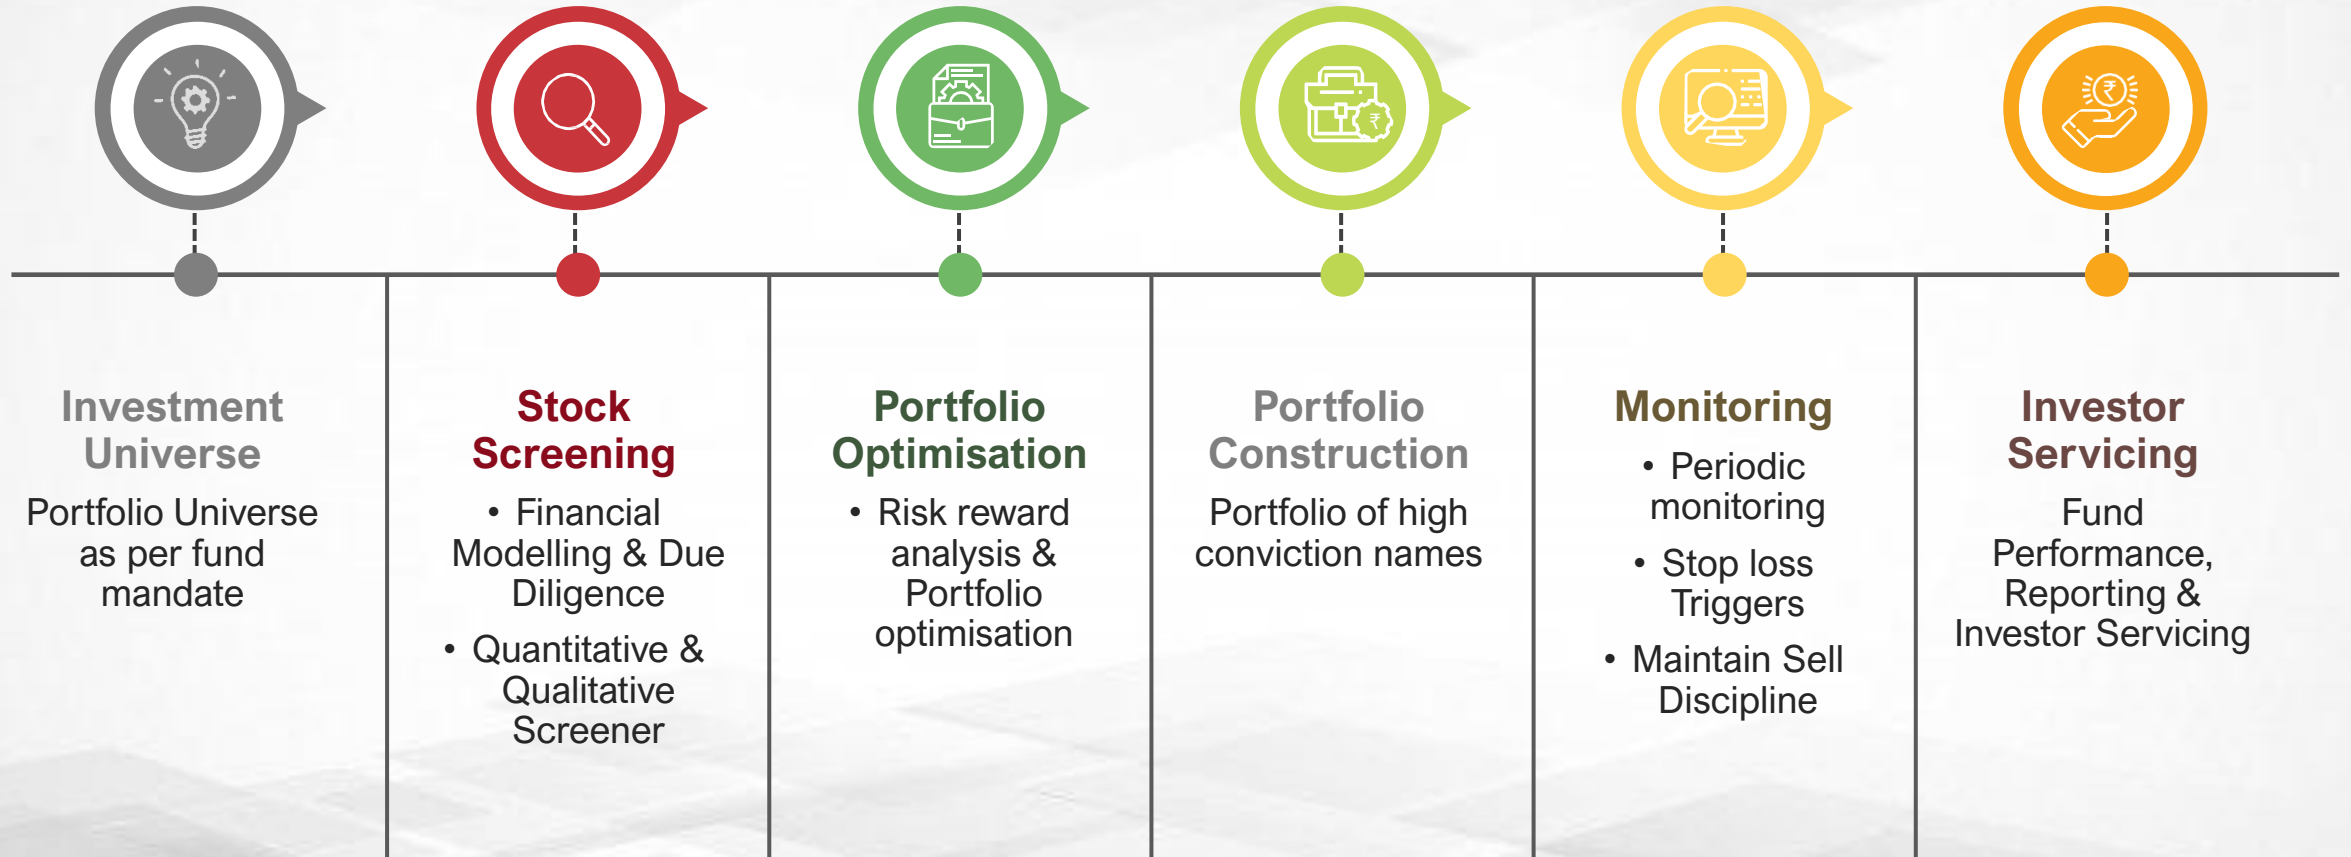 Investment
Universe
Portfolio Universe
as per fund
mandate
Stock
Screening
• Financial
Modelling & Due
Diligence
• Quantitative &
Qualitative
Screener
Portfolio
Optimisation
• Risk reward
analysis &
Portfolio
optimisation
Portfolio
Construction
Portfolio of high
conviction names
Monitoring
• Periodic
monitoring
• Stop loss
Triggers
• Maintain Sell
Discipline
Investor
Servicing
Fund
Performance,
Reporting &
Investor Servicing